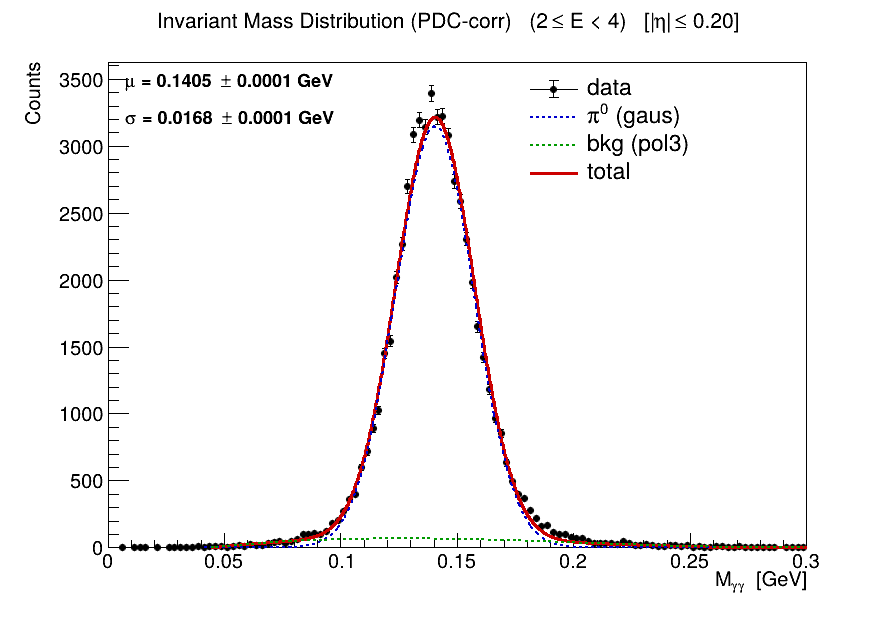 Invariant Mass Distribution (PDC-corr) (2 ≤ E < 4) [|η| ≤ 0.20]
Counts
μ = 0.1405 ± 0.0001 GeV
σ = 0.0168 ± 0.0001 GeV
data
π⁰ (gaus)
bkg (pol3)
total
3500
3000
2500
2000
1500
1000
500
0
0 0.05 0.1 0.15 0.2 0.25 0.3
Mγγ [GeV]